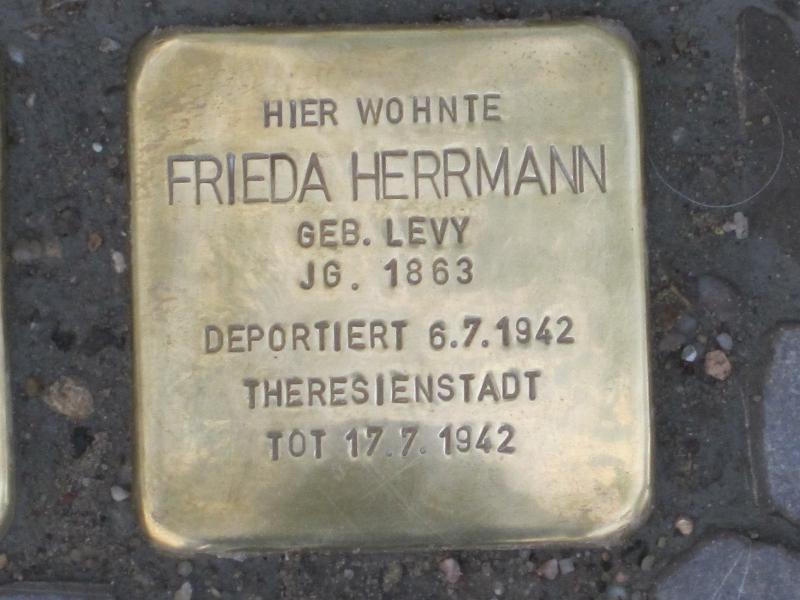 HIER WOHNTE
FRIEDA HERRMANN
GEB. LEVY
JG. 1863
DEPORTIERT 6.7.1942
THERESIENSTADT
TOT 17.7.1942